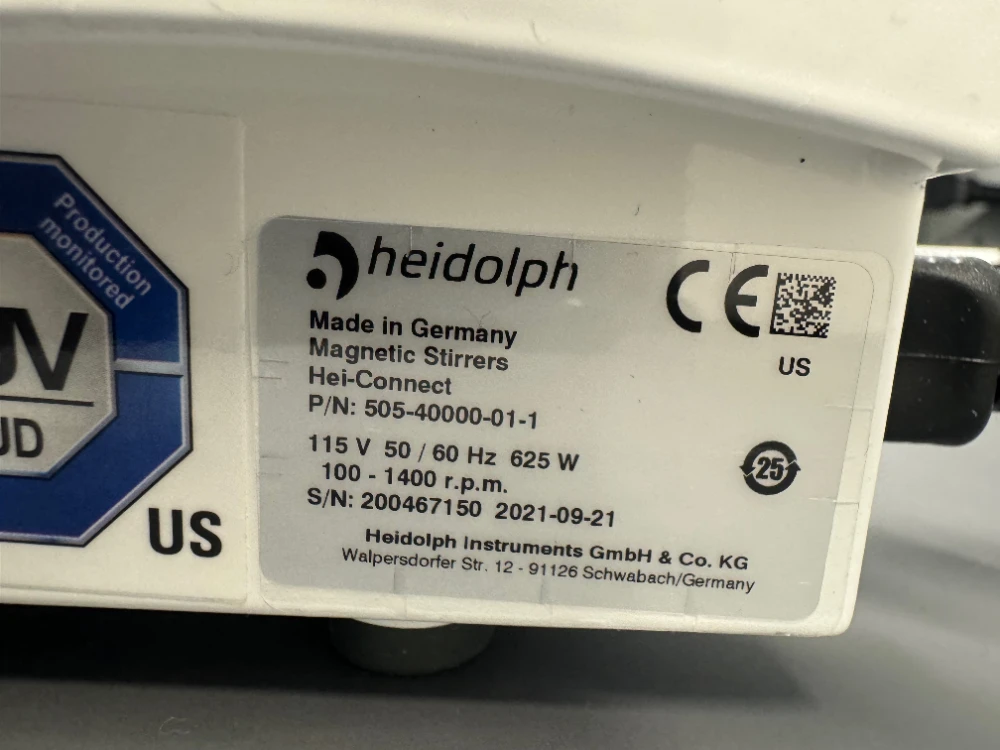 Production
monitored
US
heidolph
CE
Made in Germany
Magnetic Stirrers
US
Hei-Connect
P/N: 505-40000-01-1
115 V 50 / 60 Hz 625 W
25
100 - 1400 r.p.m.
S/N: 200467150 2021-09-21
Heidolph Instruments GmbH & Co. KG
Walpersdorfer Str. 12 - 91126 Schwabach/Germany